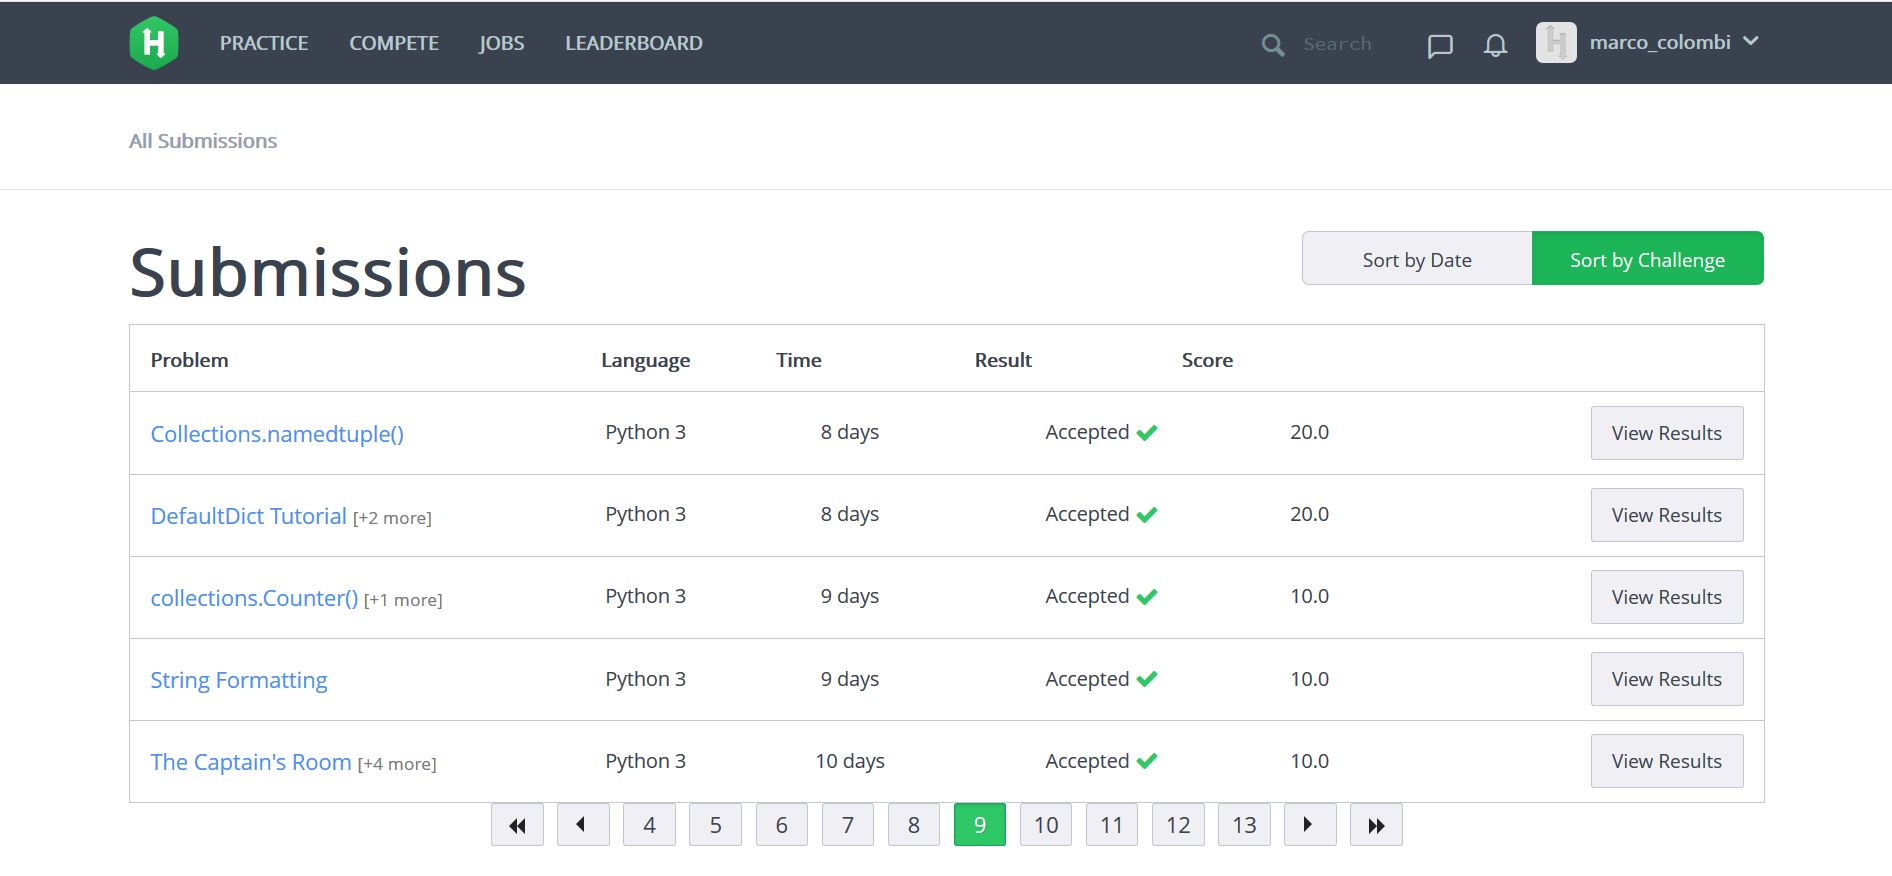 H PRACTICE COMPETE JOBS LEADERBOARD Search marco_colombi
All Submissions
Submissions
Sort by Date Sort by Challenge
Problem Language Time Result Score
Collections.namedtuple() Python 3 8 days Accepted 20.0 View Results
DefaultDict Tutorial [+2 more] Python 3 8 days Accepted 20.0 View Results
collections.Counter() [+1 more] Python 3 9 days Accepted 10.0 View Results
String Formatting Python 3 9 days Accepted 10.0 View Results
The Captain's Room [+4 more] Python 3 10 days Accepted 10.0 View Results
4 5 6 7 8 9 10 11 12 13